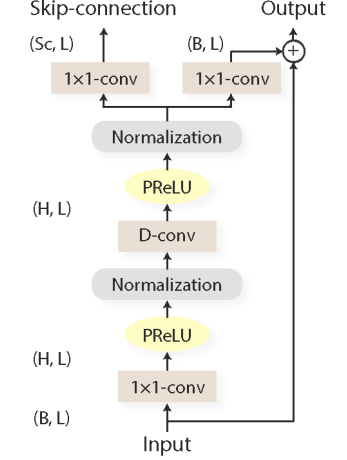 Skip-connection Output
(Sc, L) (B, L)
+
1×1-conv 1×1-conv
Normalization
PReLU
(H, L)
D-conv
Normalization
PReLU
(H, L)
1×1-conv
(B, L)
Input